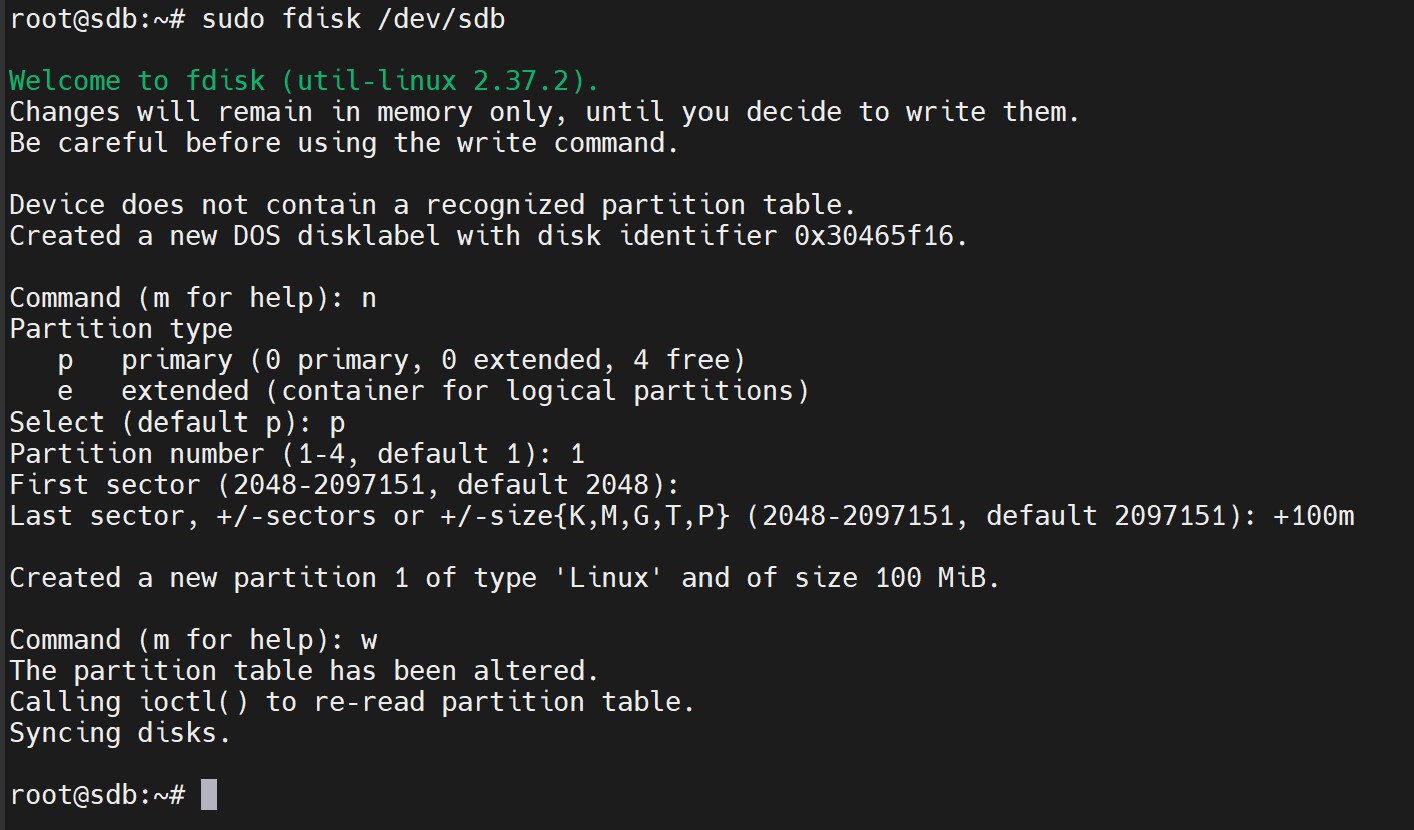 root@sdb:~# sudo fdisk /dev/sdb
Welcome to fdisk (util-linux 2.37.2).
Changes will remain in memory only, until you decide to write them.
Be careful before using the write command.
Device does not contain a recognized partition table.
Created a new DOS disklabel with disk identifier 0x30465f16.
Command (m for help): n
Partition type
   p   primary (0 primary, 0 extended, 4 free)
   e   extended (container for logical partitions)
Select (default p): p
Partition number (1-4, default 1): 1
First sector (2048-2097151, default 2048):
Last sector, +/-sectors or +/-size{K,M,G,T,P} (2048-2097151, default 2097151): +100m
Created a new partition 1 of type 'Linux' and of size 100 MiB.
Command (m for help): w
The partition table has been altered.
Calling ioctl() to re-read partition table.
Syncing disks.
root@sdb:~#